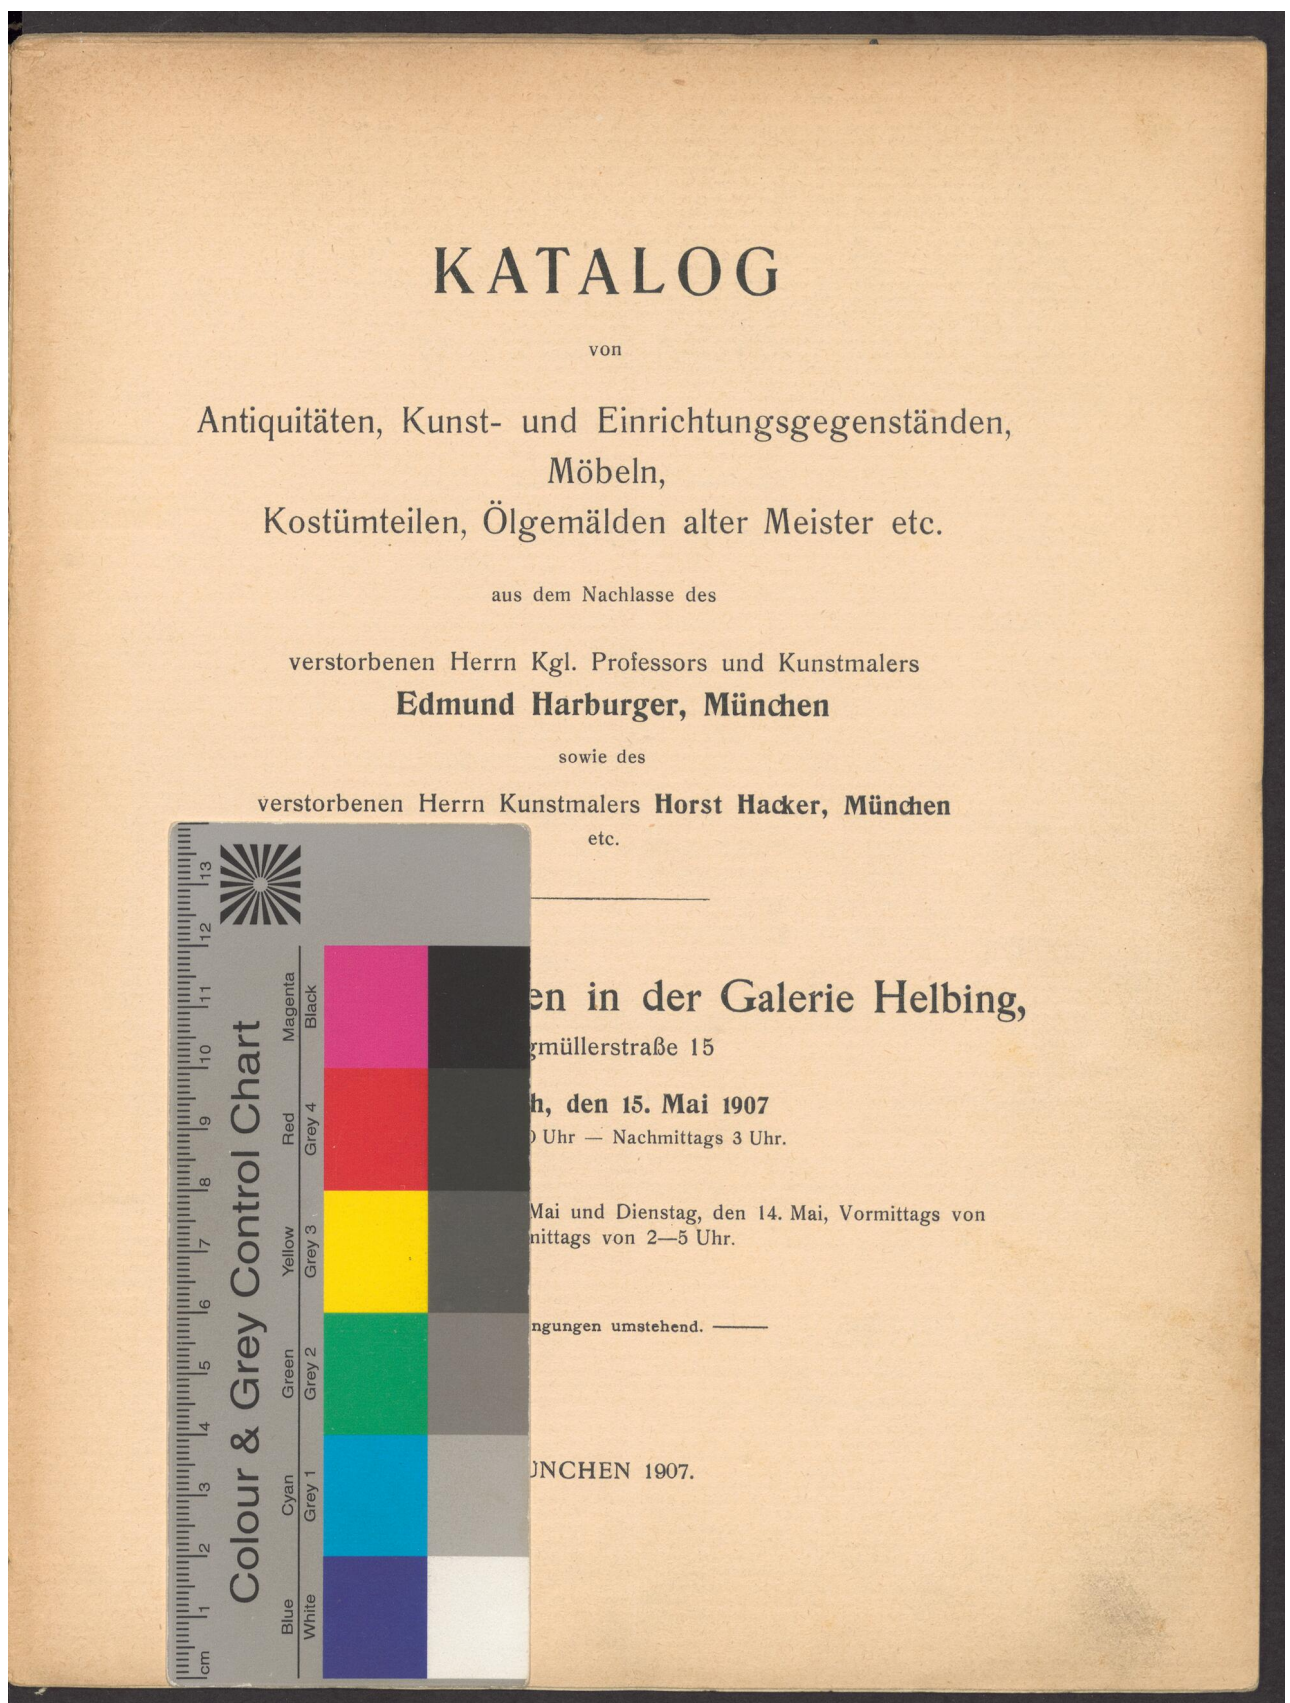 KATALOG
von
Antiquitäten, Kunst- und Einrichtungsgegenständen,
Möbeln,
Kostümteilen, Ölgemälden alter Meister etc.
aus dem Nachlasse des
verstorbenen Herrn Kgl. Professors und Kunstmalers
Edmund Harburger, München
sowie des
verstorbenen Herrn Kunstmalers Horst Hacker, München
etc.
in der Galerie Helbing,
15
den 15. Mai 1907
Uhr — Nachmittags 3 Uhr.
Mai und Dienstag, den 14. Mai, Vormittags von
von 2—5 Uhr.
umstehend.
1907.
Colour & Grey Control Chart
Blue Cyan Green Yellow Red Magenta
White Grey 1 Grey 2 Grey 3 Grey 4 Black
cm 1 2 3 4 5 6 7 8 9 10 11 12 13